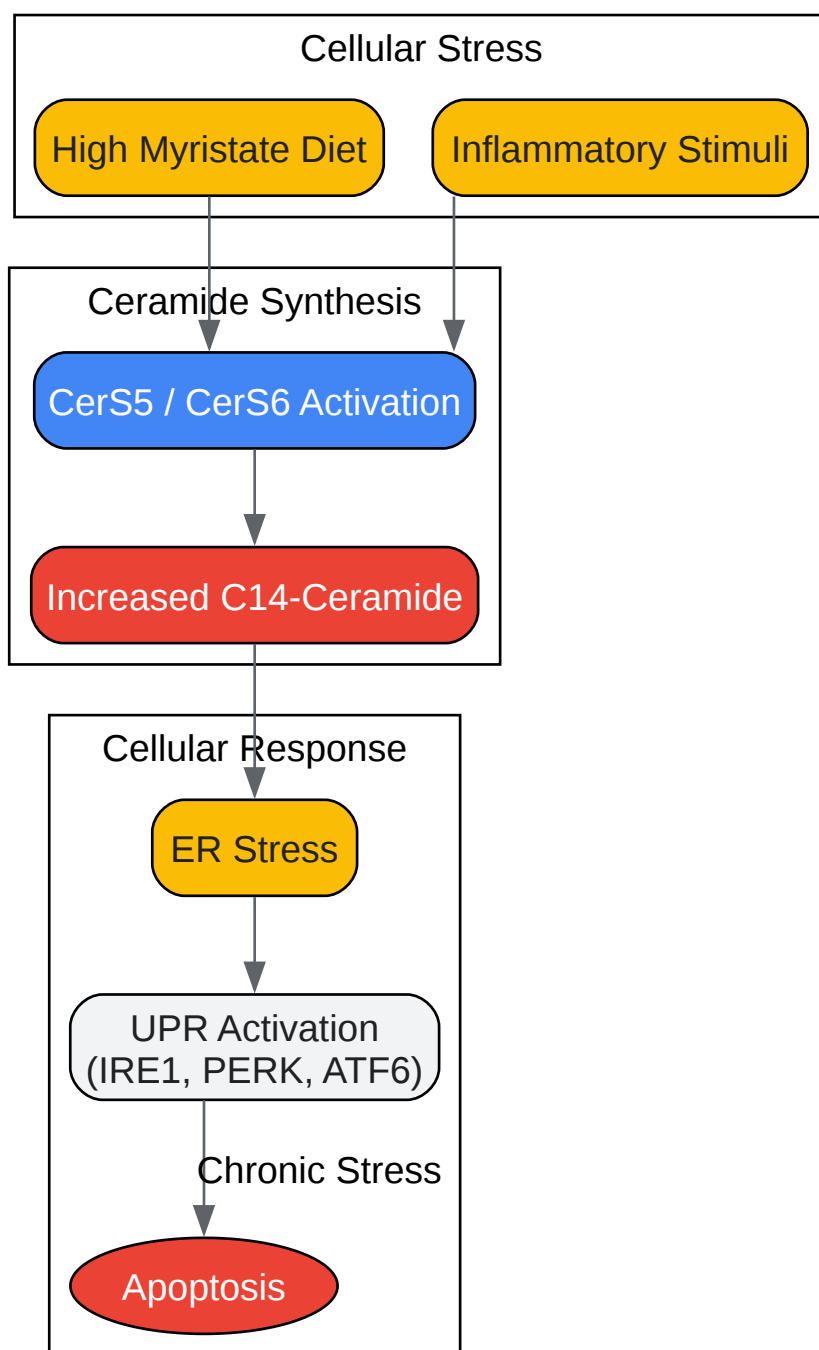 Cellular Stress
High Myristate Diet
Inflammatory Stimuli
Ceramide Synthesis
CerS5 / CerS6 Activation
Increased C14-Ceramide
Cellular Response
ER Stress
UPR Activation
(IRE1, PERK, ATF6)
Chronic Stress
Apoptosis